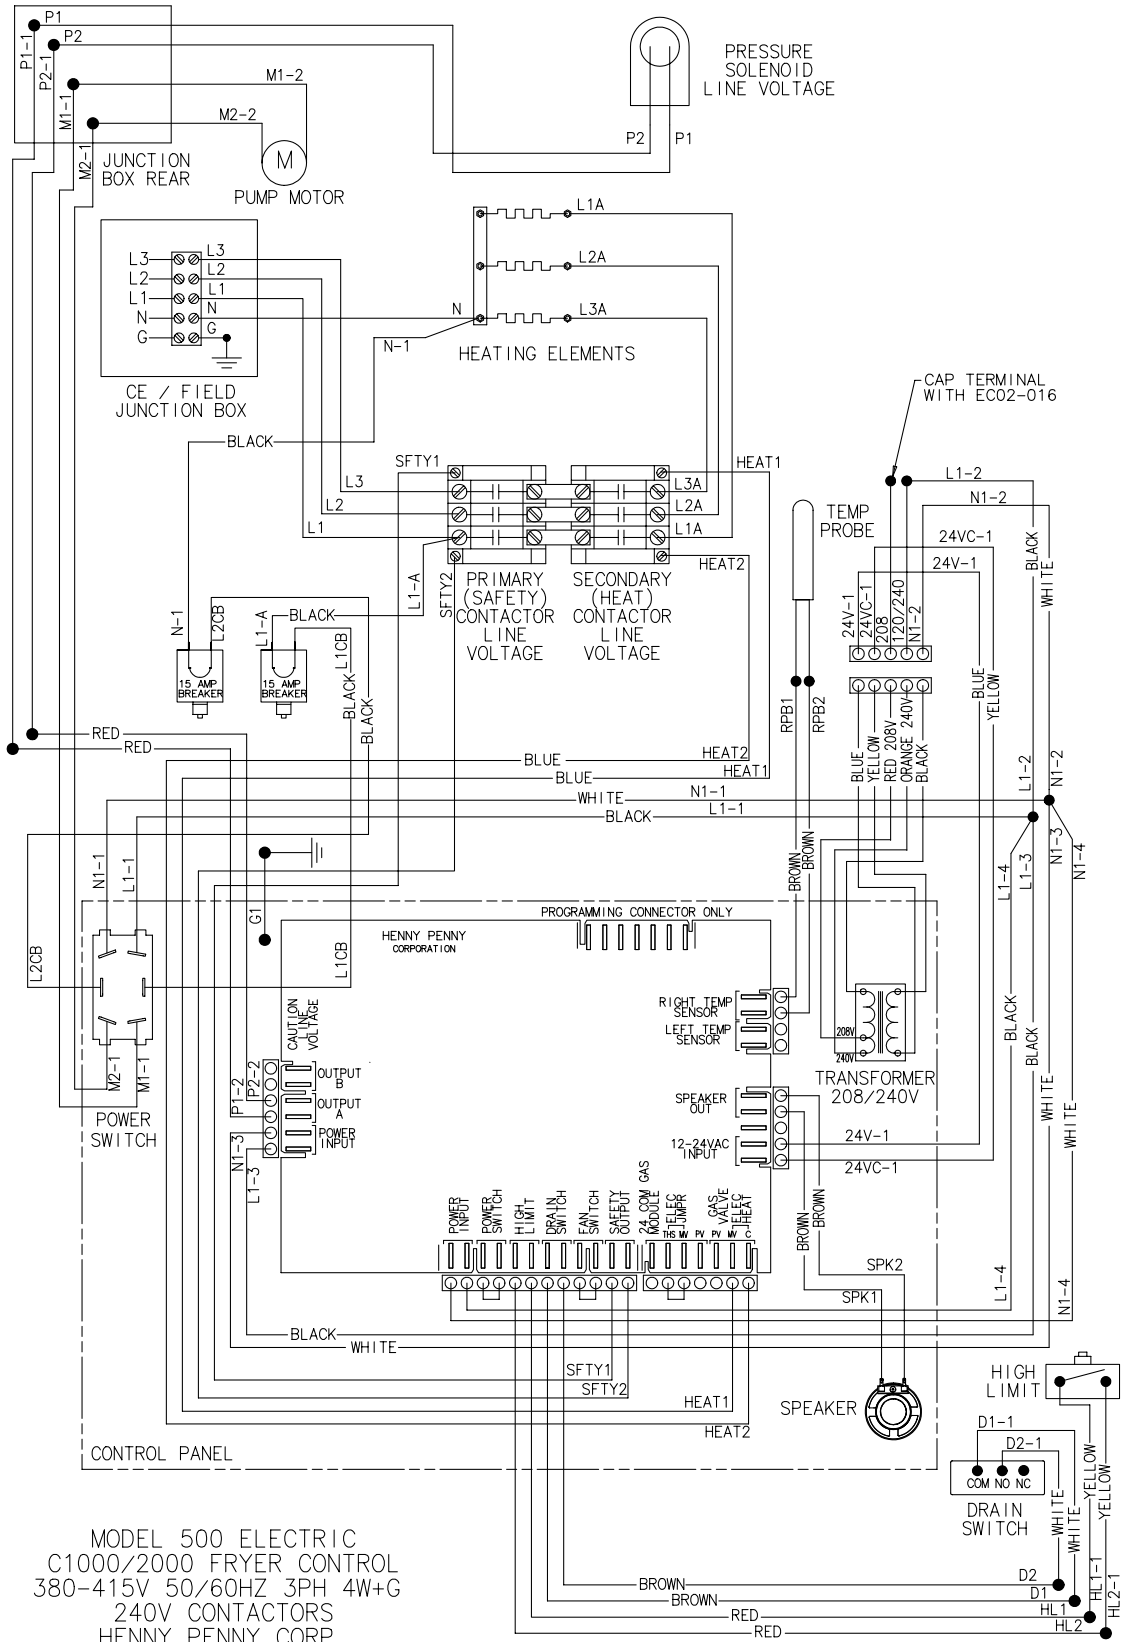 P1
P2
P1-1
P2-1
M1-2
M1-1
M2-2
M2-1
JUNCTION
BOX REAR
M
PUMP MOTOR
PRESSURE
SOLENOID
LINE VOLTAGE
P2
P1
L3
L2
L1
N
G
L3
L2
L1
N
G
CE / FIELD
JUNCTION BOX
L1A
L2A
L3A
N
N-1
HEATING ELEMENTS
CAP TERMINAL
WITH EC02-016
BLACK
SFTY1
L3
L2
L1
L1-A
SFTY2
HEAT1
L3A
L2A
L1A
HEAT2
PRIMARY
(SAFETY)
CONTACTOR
LINE
VOLTAGE
SECONDARY
(HEAT)
CONTACTOR
LINE
VOLTAGE
TEMP
PROBE
L1-2
N1-2
24VC-1
24V-1
BLACK
WHITE
24V-1
24VC-1
208
120/240
N1-2
BLUE
YELLOW
N-1
L2CB
L1-A
BLACK
L1CB
15 AMP
BREAKER
15 AMP
BREAKER
BLACK
BLACK
RPB1
RPB2
BLUE
YELLOW
RED 208V
ORANGE 240V
BLACK
RED
RED
BLUE
HEAT2
BLUE
HEAT1
WHITE
N1-1
BLACK
L1-1
L1-2
N1-2
N1-1
L1-1
BROWN
BROWN
L1-4
L1-3
N1-3
N1-4
G1
L2CB
L1CB
PROGRAMMING CONNECTOR ONLY
HENNY PENNY
CORPORATION
CAUTION
LINE
VOLTAGE
RIGHT TEMP
SENSOR
LEFT TEMP
SENSOR
208V
240V
TRANSFORMER
208/240V
BLACK
BLACK
WHITE
WHITE
M2-1
M1-1
POWER
SWITCH
P1-2
P2-2
N1-3
L1-3
OUTPUT
B
OUTPUT
A
POWER
INPUT
SPEAKER
OUT
12-24VAC
INPUT
24V-1
24VC-1
BROWN
BROWN
POWER
INPUT
POWER
SWITCH
HIGH
LIMIT
DRAIN
SWITCH
FAN
SWITCH
SAFETY
OUTPUT
24 COM GAS
MODULE
ELEC
JMPR
GAS
VALVE
ELEC
HEAT
THS
MV
PV
PV
MV
C
SPK2
SPK1
L1-4
N1-4
BLACK
WHITE
SFTY1
SFTY2
HEAT1
HEAT2
SPEAKER
HIGH
LIMIT
CONTROL PANEL
D1-1
D2-1
COM NO NC
DRAIN
SWITCH
WHITE
WHITE
YELLOW
YELLOW
HL1-1
HL2-1
BROWN
D2
BROWN
D1
RED
HL1
RED
HL2
MODEL 500 ELECTRIC
C1000/2000 FRYER CONTROL
380-415V 50/60HZ 3PH 4W+G
240V CONTACTORS
HENNY PENNY CORP